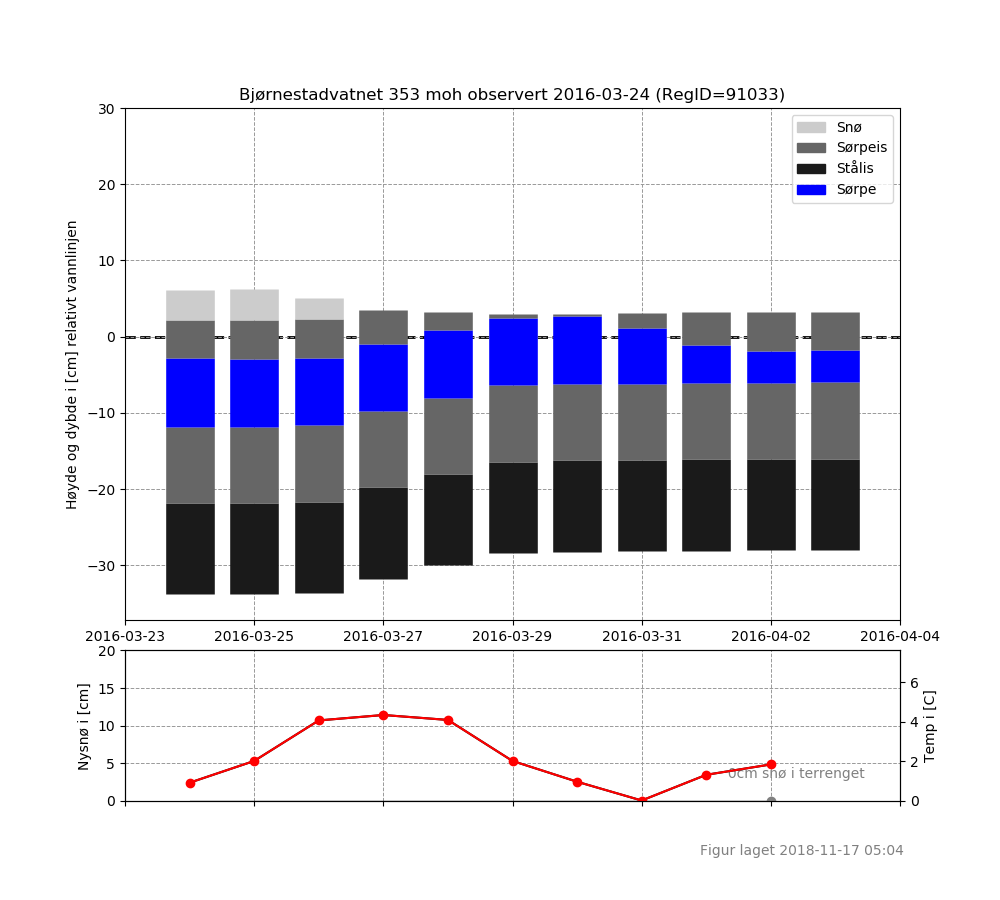 Bjørnestadvatnet 353 moh observert 2016-03-24 (RegID=91033)
Høyde og dybde i [cm] relativt vannlinjen
30
20
10
0
−10
−20
−30
Snø
Sørpeis
Stålis
Sørpe
2016-03-23 2016-03-25 2016-03-27 2016-03-29 2016-03-31 2016-04-02 2016-04-04
Nysnø i [cm]
20
15
10
5
0
6
4
2
0
Temp i [C]
0cm snø i terrenget
Figur laget 2018-11-17 05:04